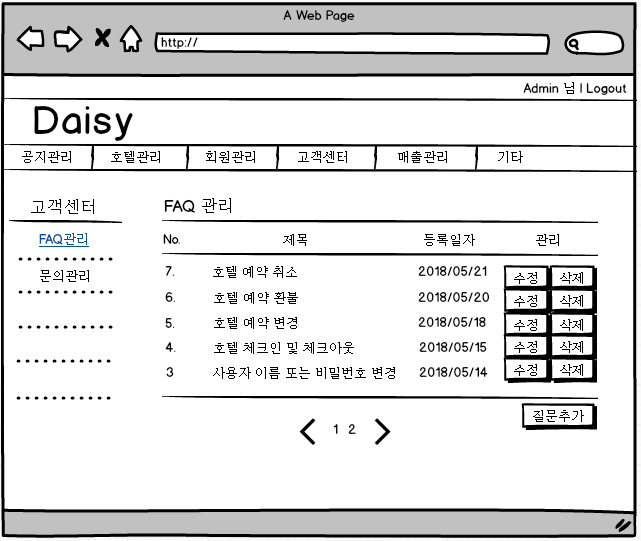 A Web Page
http://
Admin 님 | Logout
Daisy
공지관리 호텔관리 회원관리 고객센터 매출관리 기타
고객센터
FAQ관리
문의관리
FAQ 관리
No. 제목 등록일자 관리
7. 호텔 예약 취소 2018/05/21 수정 삭제
6. 호텔 예약 환불 2018/05/20 수정 삭제
5. 호텔 예약 변경 2018/05/18 수정 삭제
4. 호텔 체크인 및 체크아웃 2018/05/15 수정 삭제
3 사용자 이름 또는 비밀번호 변경 2018/05/14 수정 삭제
질문추가
1 2